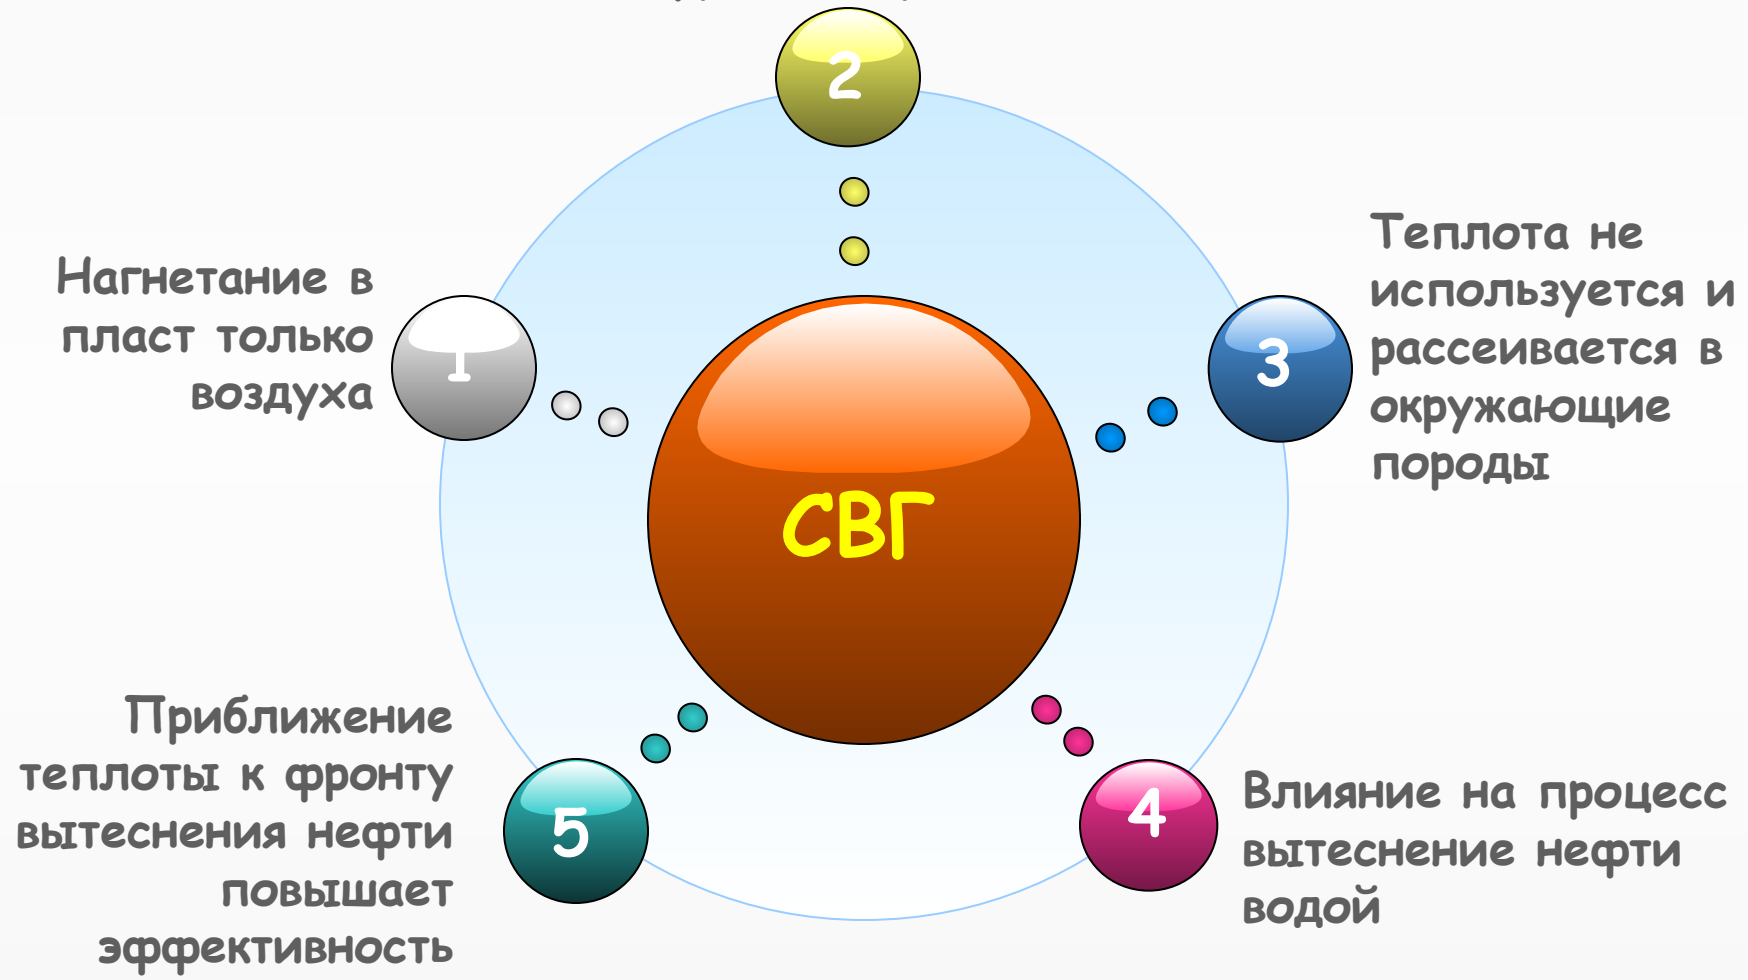 2
Нагнетание в
пласт только
воздуха
1
3
Теплота не
используется и
рассеивается в
окружающие
породы
СВГ
Приближение
теплоты к фронту
вытеснения нефти
повышает
эффективность
5
4
Влияние на процесс
вытеснение нефти
водой